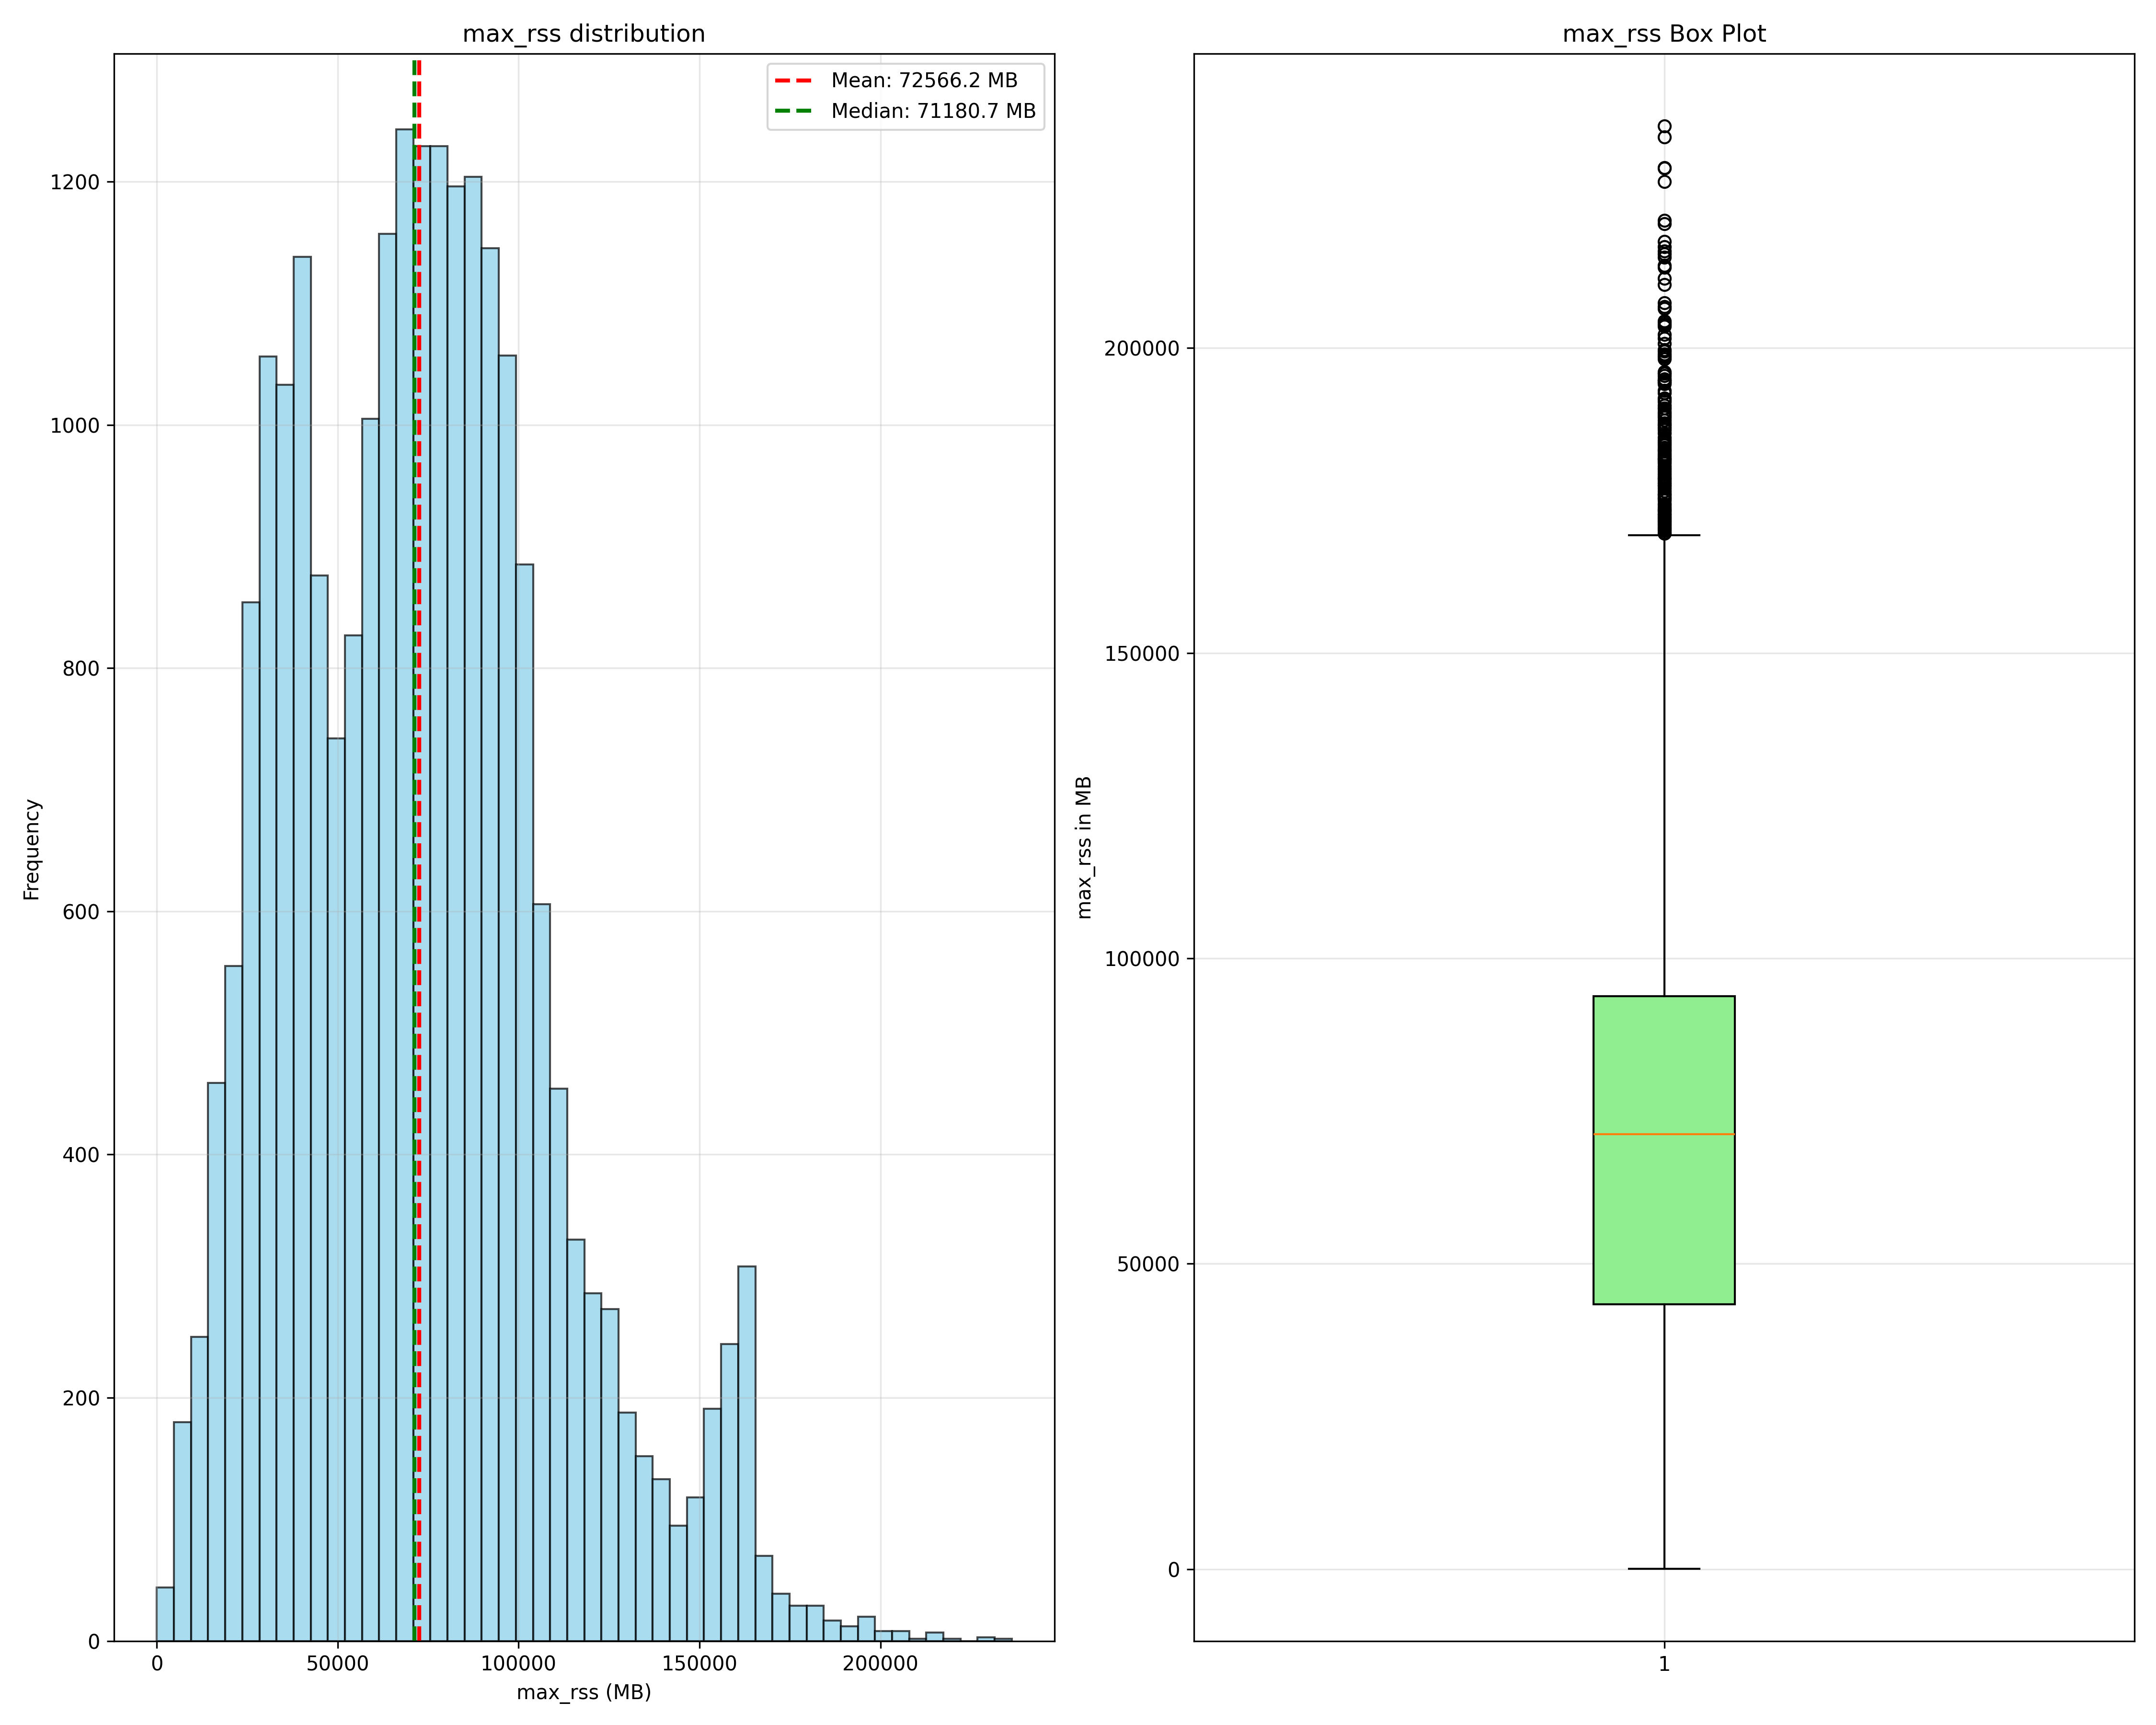 max_rss distribution
Mean: 72566.2 MB
Median: 71180.7 MB
1200
1000
800
600
400
200
0
Frequency
0 50000 100000 150000 200000
max_rss (MB)
max_rss Box Plot
200000
150000
100000
50000
0
max_rss in MB
1